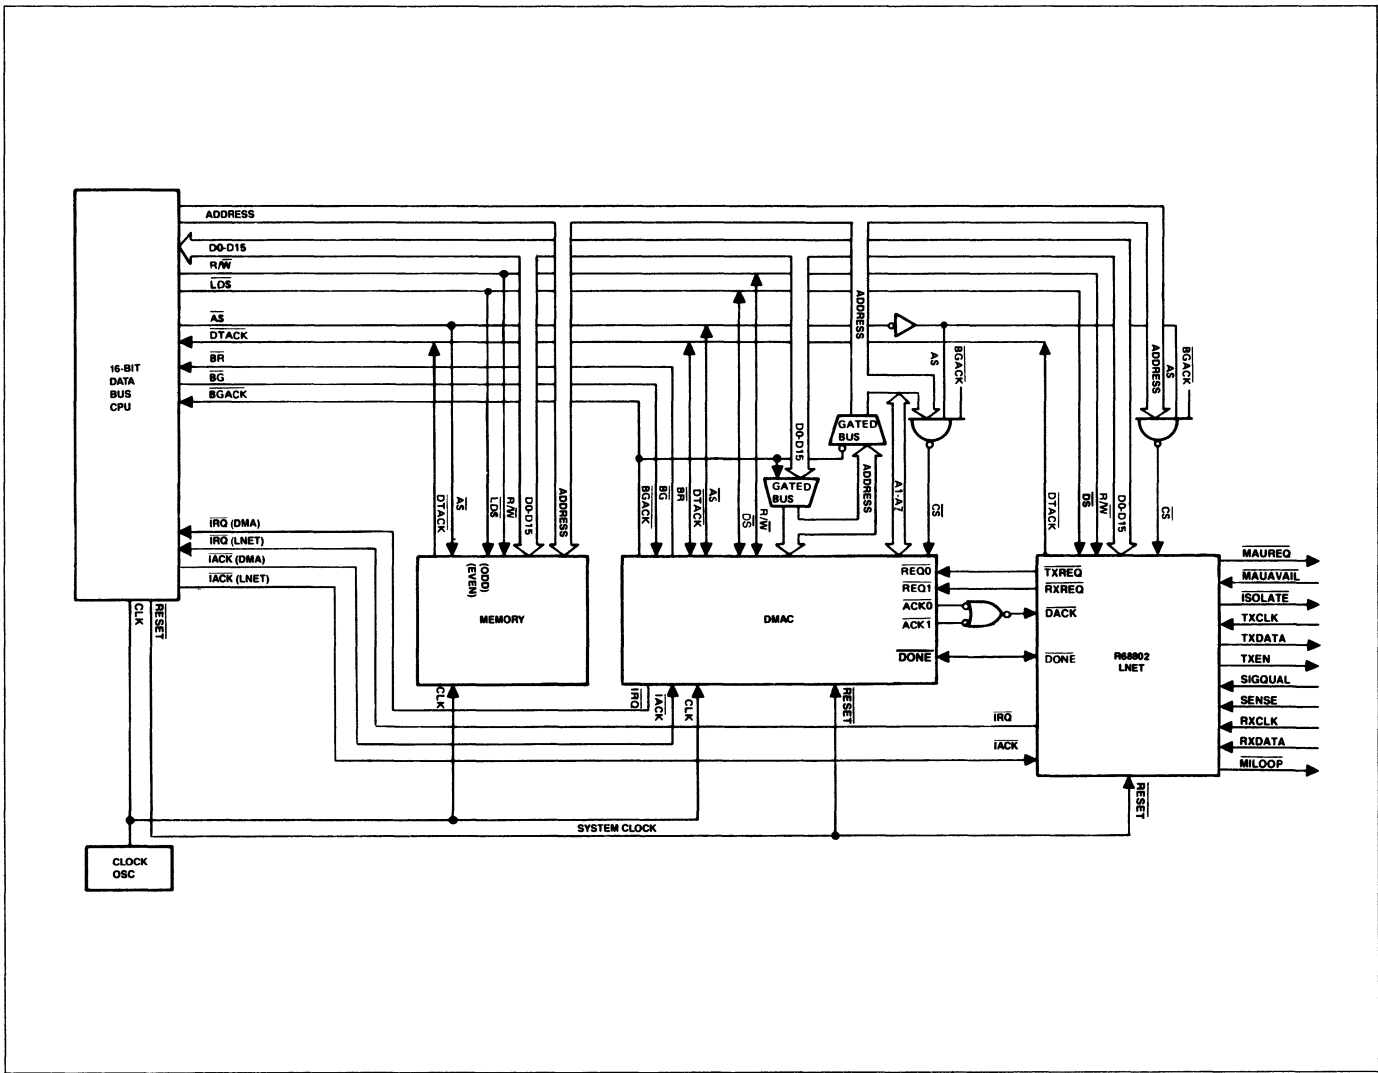 ADDRESS
D0-D15
R/W
LDS
AS
DTACK
BR
BG
BGACK
16-BIT
DATA
BUS
CPU
IRQ (DMA)
IRQ (LNET)
IACK (DMA)
IACK (LNET)
CLK
RESET
CLOCK
OSC
SYSTEM CLOCK
DTACK
AS
LDS
R/W
D0-D15
ADDRESS
(ODD)
(EVEN)
MEMORY
CLK
BGACK
BG
BR
DTACK
AS
DS
R/W
D0-D15
GATED
BUS
GATED
BUS
ADDRESS
ADDRESS
A1-A7
AS
BGACK
CS
DMAC
REQ0
REQ1
ACK0
ACK1
DONE
IRQ
IACK
CLK
RESET
DTACK
DS
R/W
D0-D15
ADDRESS
AS
BGACK
CS
TXREQ
RXREQ
DACK
DONE
R68802
LNET
IRQ
IACK
RESET
MAUREQ
MAUAVAIL
ISOLATE
TXCLK
TXDATA
TXEN
SIGQUAL
SENSE
RXCLK
RXDATA
MILOOP